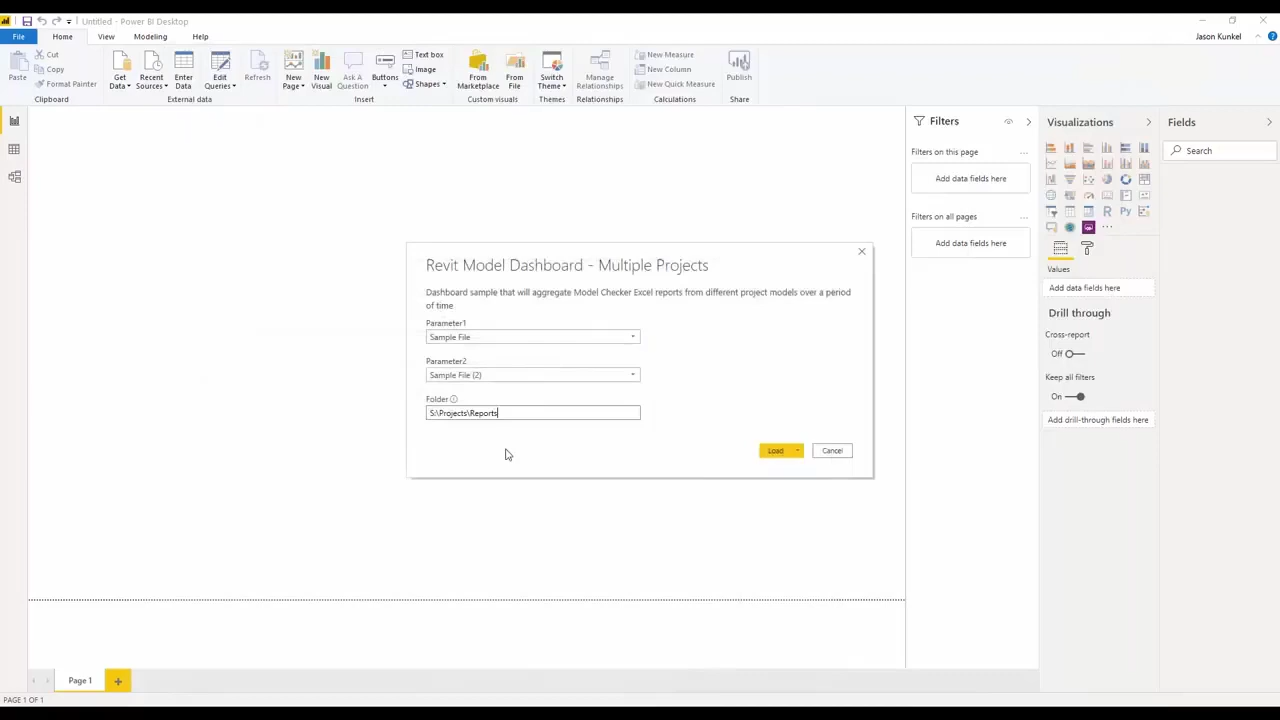 Untitled - Power BI Desktop
File
Home
View
Modeling
Help
Jason Kunkel
Paste
Cut
Copy
Format Painter
Clipboard
Get Data
Recent Sources
Enter Data
Edit Queries
Refresh
External data
New Page
New Visual
Ask A Question
Buttons
Text box
Image
Shapes
Insert
From Marketplace
From File
Custom visuals
Switch Theme
Themes
Manage Relationships
Relationships
New Measure
New Column
New Quick Measure
Calculations
Publish
Share
Revit Model Dashboard - Multiple Projects
Dashboard sample that will aggregate Model Checker Excel reports from different project models over a period
of time
Parameter1
Sample File
Parameter2
Sample File (2)
Folder
S:\Projects\Reports
Load
Cancel
Filters
Filters on this page
...
Add data fields here
Filters on all pages
...
Add data fields here
Visualizations
R
Py
...
Values
Add data fields here
Drill through
Cross-report
Off
Keep all filters
On
Add drill-through fields here
Fields
Search
Page 1
PAGE 1 OF 1